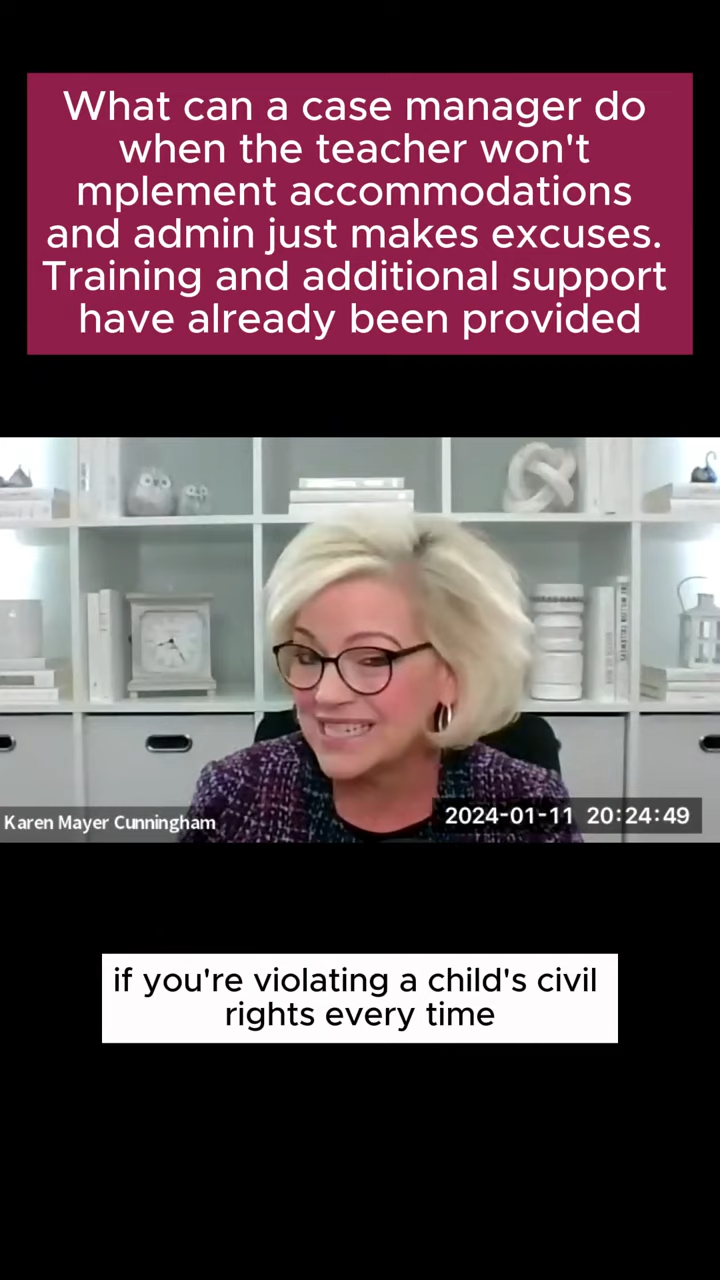 What can a case manager do
when the teacher won't
mplement accommodations
and admin just makes excuses.
Training and additional support
have already been provided
Karen Mayer Cunningham
2024-01-11 20:24:49
if you're violating a child's civil
rights every time